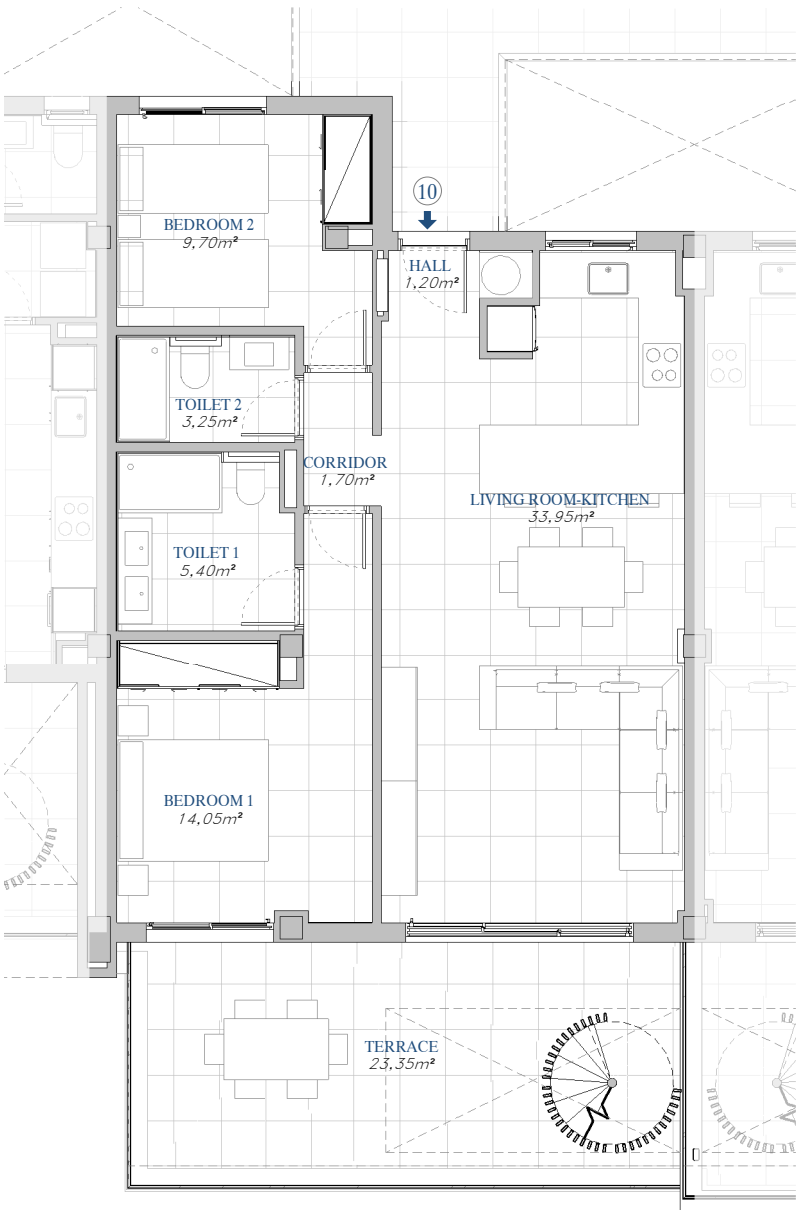 10
BEDROOM 2
9,70m²
HALL
1,20m²
TOILET 2
3,25m²
CORRIDOR
1,70m²
LIVING ROOM-KITCHEN
33,95m²
TOILET 1
5,40m²
BEDROOM 1
14,05m²
TERRACE
23,35m²